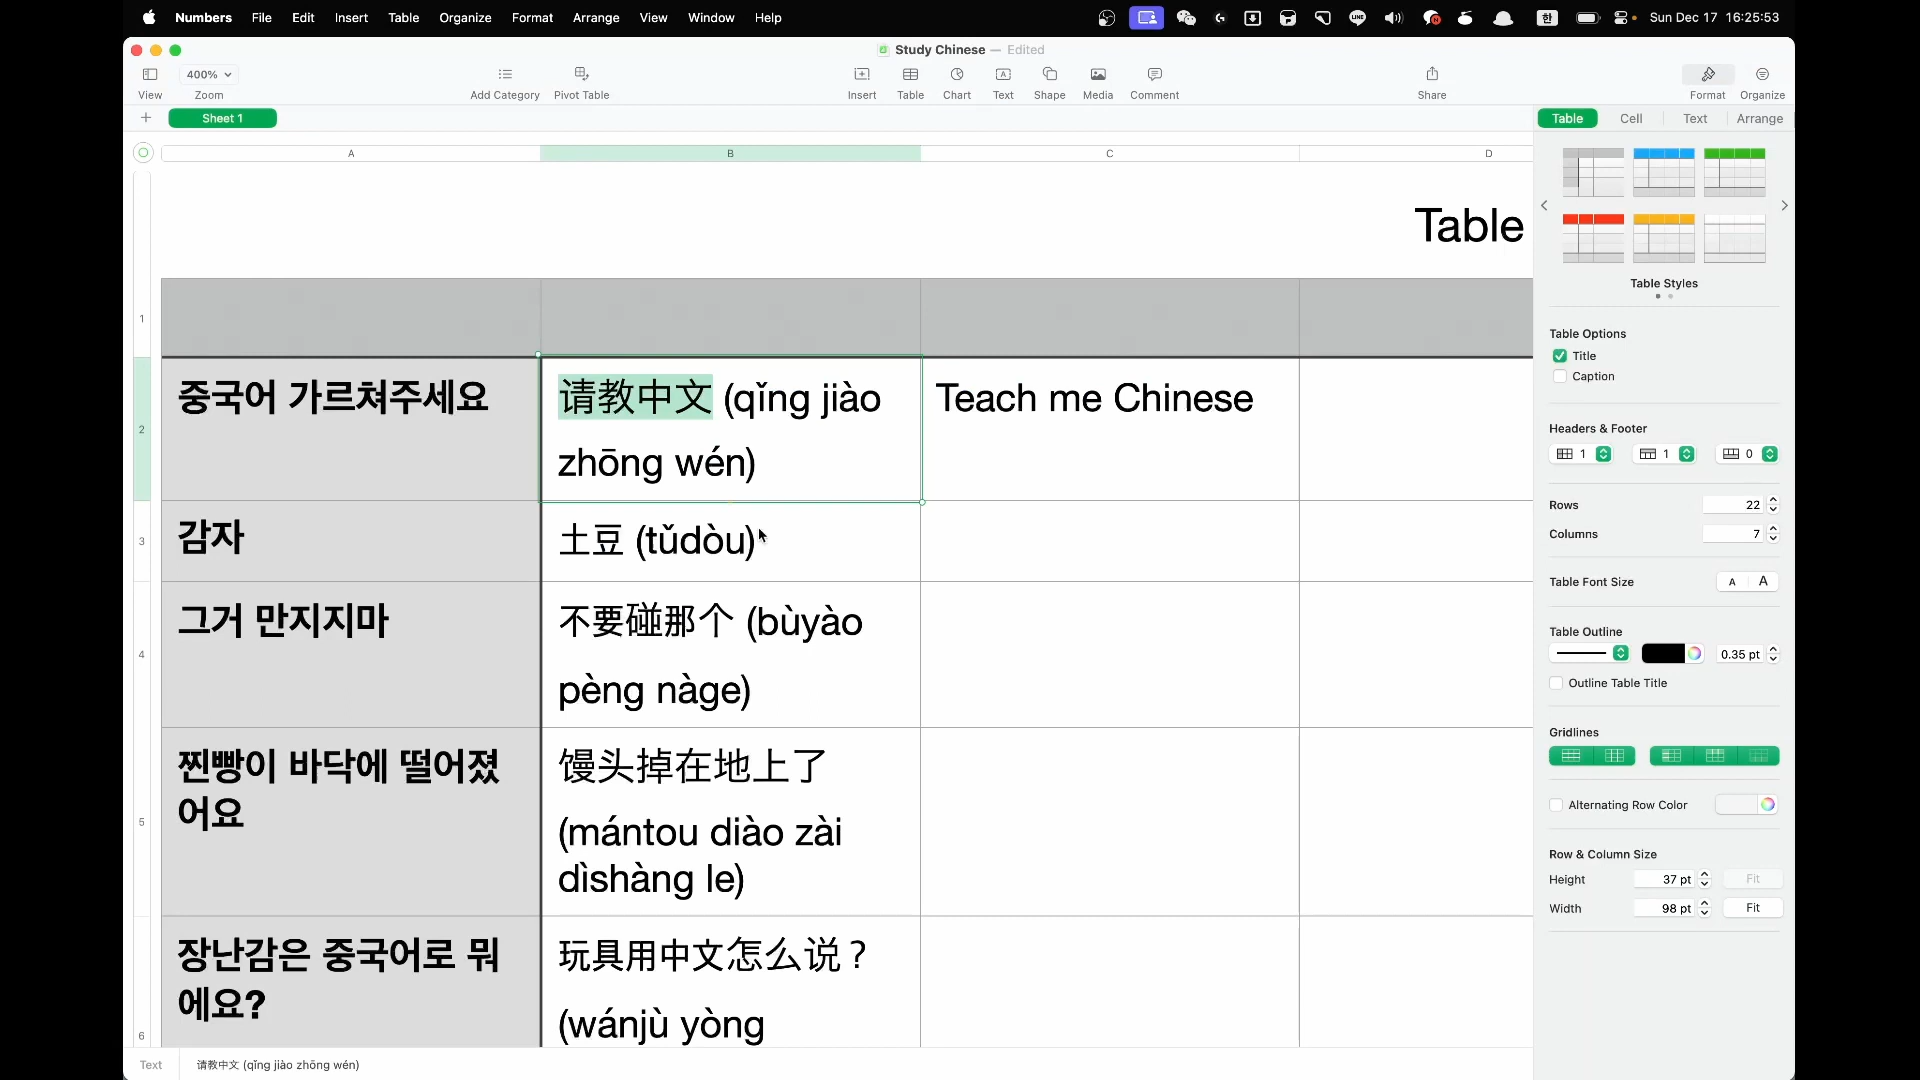 Numbers File Edit Insert Table Organize Format Arrange View Window Help
한 Sun Dec 17 16:25:53
Study Chinese — Edited
400%
View Zoom Add Category Pivot Table Insert Table Chart Text Shape Media Comment Share Format Organize
Sheet 1
Table Cell Text Arrange
A B C D
Table
1
2 중국어 가르쳐주세요
请教中文 (qǐng jiào
zhōng wén)
Teach me Chinese
3 감자
土豆 (tǔdòu)
4 그거 만지지마
不要碰那个 (bùyào
pèng nàge)
5 찐빵이 바닥에 떨어졌
어요
馒头掉在地上了
(mántou diào zài
dìshàng le)
6 장난감은 중국어로 뭐
에요?
玩具用中文怎么说？
(wánjù yòng
Table Styles
Table Options
Title
Caption
Headers & Footer
1 1 0
Rows 22
Columns 7
Table Font Size A A
Table Outline
0.35 pt
Outline Table Title
Gridlines
Alternating Row Color
Row & Column Size
Height 37 pt Fit
Width 98 pt Fit
Text 请教中文 (qǐng jiào zhōng wén)